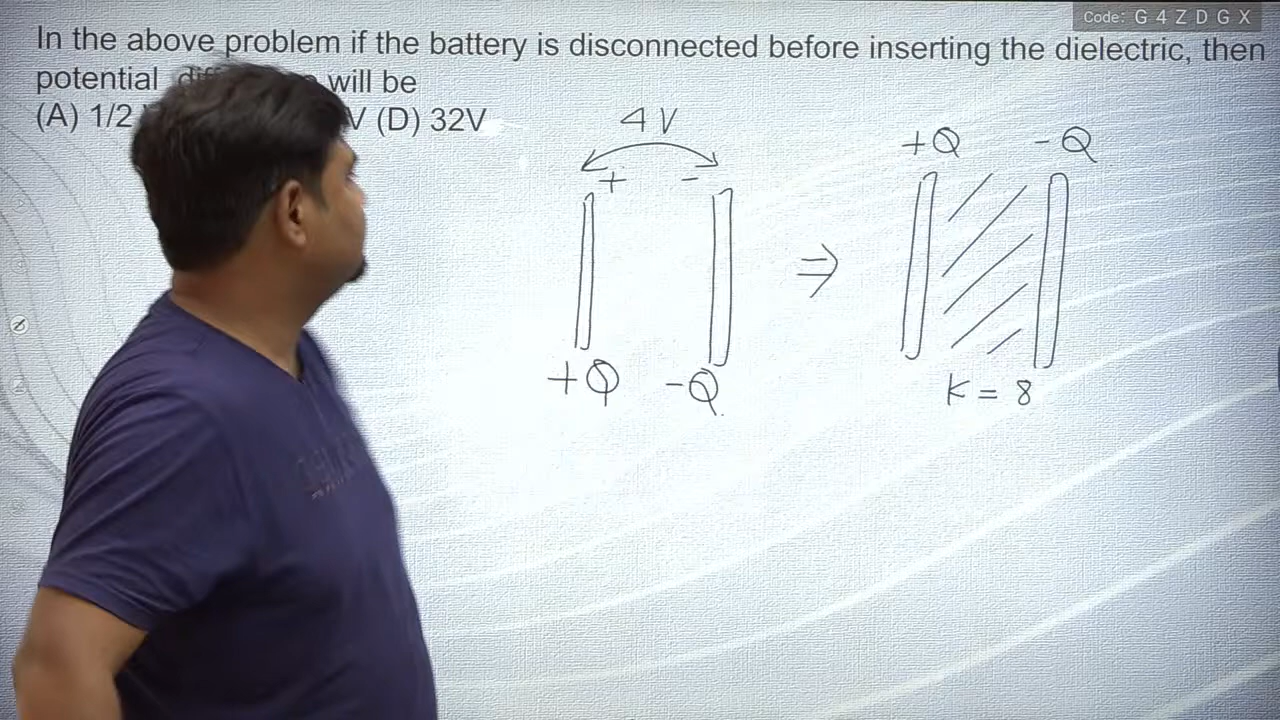 Code: G 4 Z D G X
In the above problem if the battery is disconnected before inserting the dielectric, then
potential will be
(A) 1/2 V (D) 32V
4 V
+Q -Q
+ -
⇒
+Q -Q
K = 8